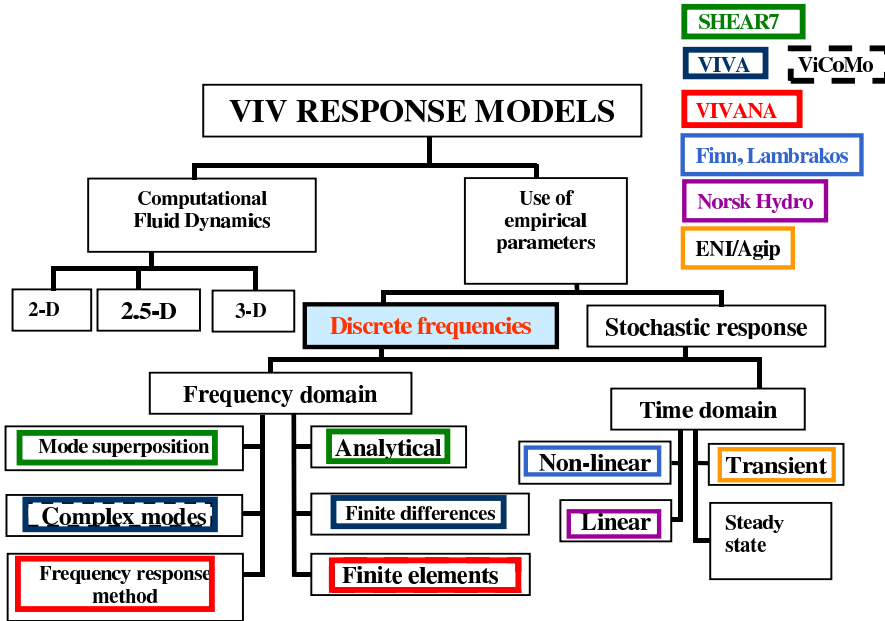 SHEAR7
VIVA
ViCoMo
VIV RESPONSE MODELS
VIVANA
Finn, Lambrakos
Norsk Hydro
ENI/Agip
Computational
Fluid Dynamics
Use of
empirical
parameters
2-D
2.5-D
3-D
Discrete frequencies
Stochastic response
Frequency domain
Time domain
Mode superposition
Analytical
Non-linear
Transient
Complex modes
Finite differences
Linear
Steady
state
Frequency response
method
Finite elements